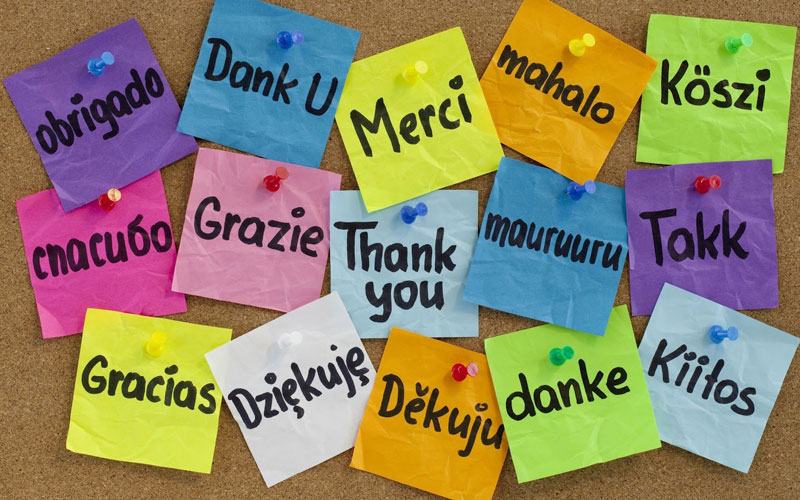 obrigado
Dank U
Merci
mahalo
Köszi
спасибо
Grazie
Thank
you
mauruuru
Takk
Gracias
Dziękuję
Děkuju
danke
Kiitos